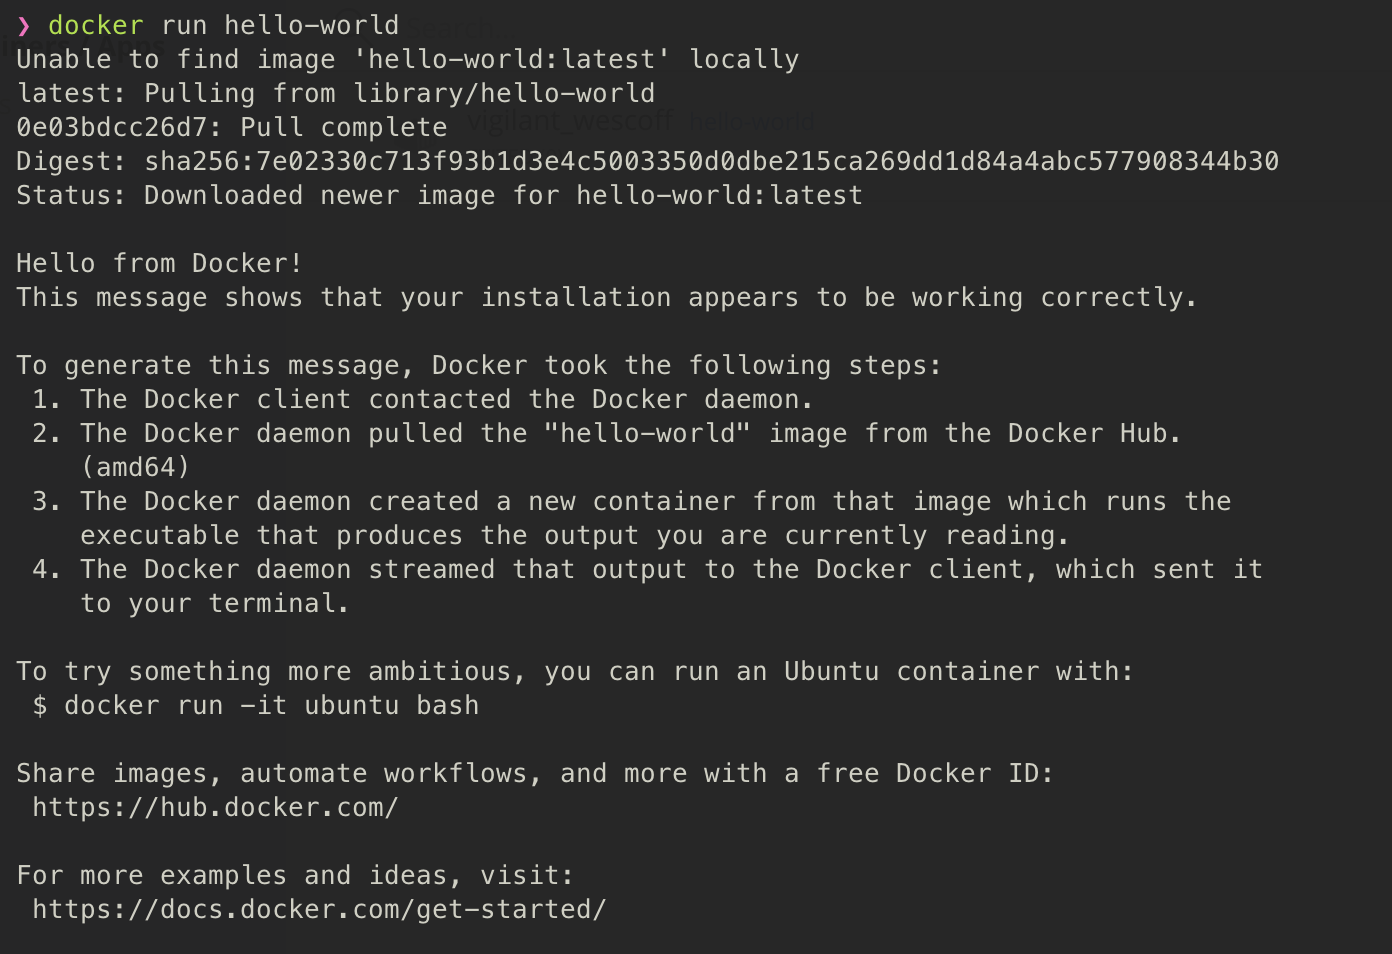 ❯ docker run hello-world
Unable to find image 'hello-world:latest' locally
latest: Pulling from library/hello-world
0e03bdcc26d7: Pull complete
Digest: sha256:7e02330c713f93b1d3e4c5003350d0dbe215ca269dd1d84a4abc577908344b30
Status: Downloaded newer image for hello-world:latest

Hello from Docker!
This message shows that your installation appears to be working correctly.

To generate this message, Docker took the following steps:
 1. The Docker client contacted the Docker daemon.
 2. The Docker daemon pulled the "hello-world" image from the Docker Hub.
    (amd64)
 3. The Docker daemon created a new container from that image which runs the
    executable that produces the output you are currently reading.
 4. The Docker daemon streamed that output to the Docker client, which sent it
    to your terminal.

To try something more ambitious, you can run an Ubuntu container with:
 $ docker run -it ubuntu bash

Share images, automate workflows, and more with a free Docker ID:
 https://hub.docker.com/

For more examples and ideas, visit:
 https://docs.docker.com/get-started/